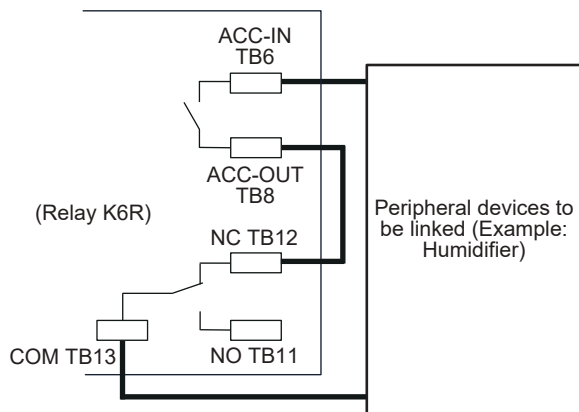 ACC-IN
TB6
ACC-OUT
TB8
(Relay K6R)
NC TB12
COM TB13
NO TB11
Peripheral devices to
be linked (Example:
Humidifier)